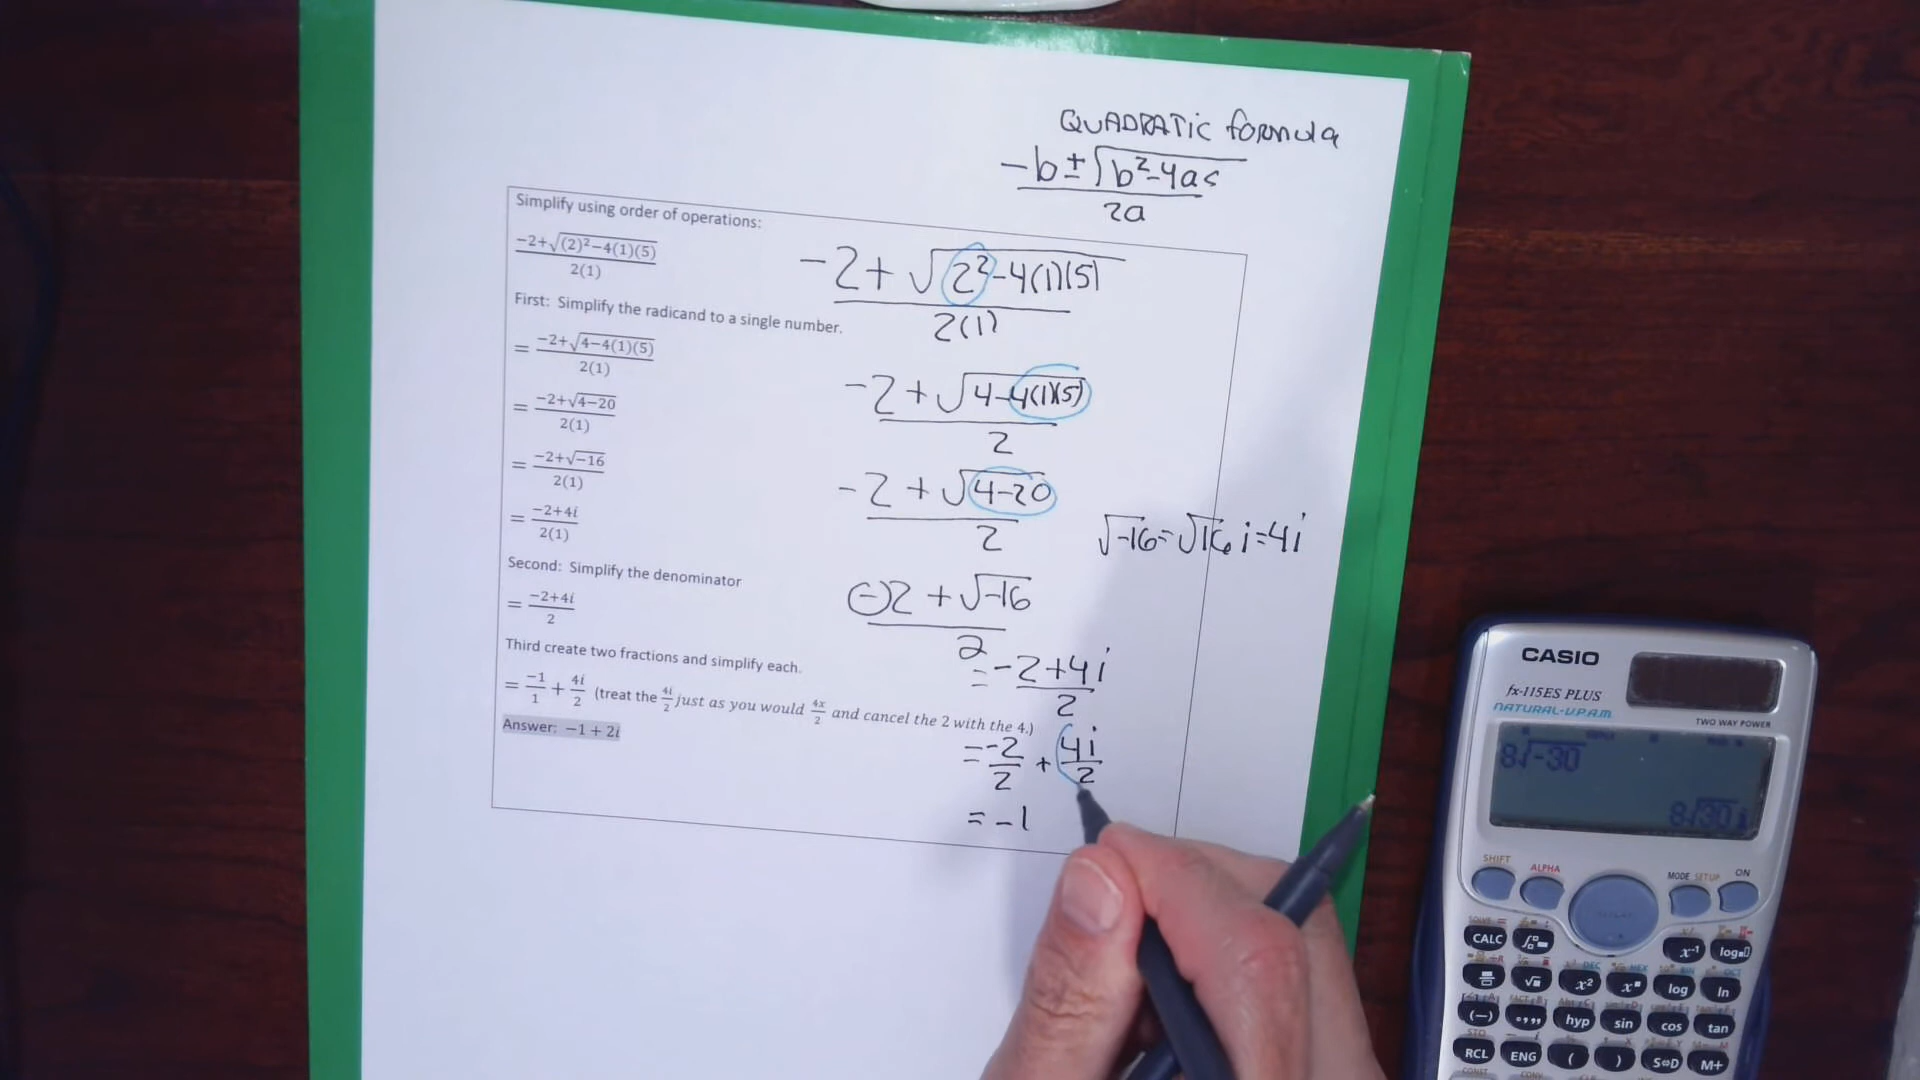 QUADRATIC formula
-b ± √b²-4ac
2a
Simplify using order of operations:
−2+√(2)²−4(1)(5)
2(1)
First: Simplify the radicand to a single number.
= −2+√4−4(1)(5)
2(1)
= −2+√4−20
2(1)
= −2+√−16
2(1)
= −2+4i
2(1)
Second: Simplify the denominator
= −2+4i
2
Third create two fractions and simplify each.
= −1/1 + 4i/2 (treat the 4i/2 just as you would 4x/2 and cancel the 2 with the 4.)
Answer: −1 + 2i
-2+ √2²-4(1)(5)
2(1)
-2 + √4-4(1)(5)
2
-2 + √4-20
2
√-16 = √16 i = 4i
-2 + √-16
2
= -2+4i
2
= -2/2 + 4i/2
= -1
CASIO
fx-115ES PLUS
NATURAL-V.P.A.M.
TWO WAY POWER
8√-30
8√30 i
SHIFT ALPHA MODE SETUP ON
CALC x⁻¹ log
√ x² log ln
(−) hyp sin cos tan
RCL ENG ( ) S⇔D M+